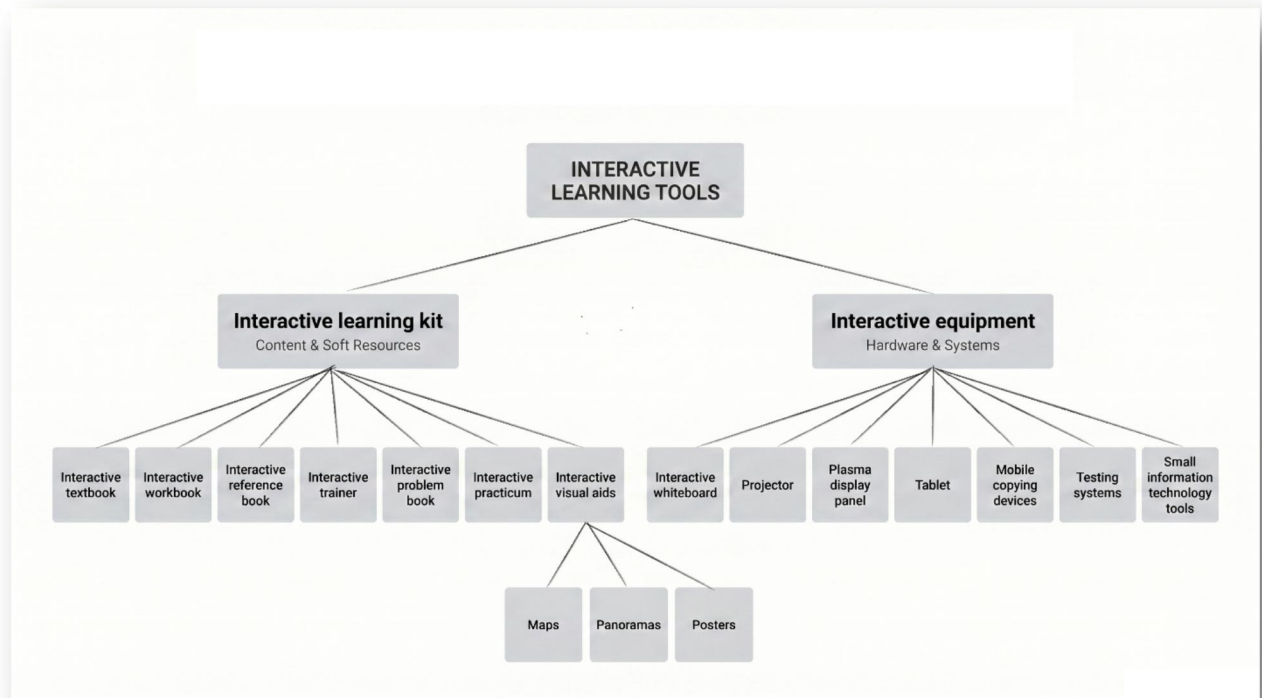 INTERACTIVE
LEARNING TOOLS
Interactive learning kit
Content & Soft Resources
Interactive equipment
Hardware & Systems
Interactive
textbook
Interactive
workbook
Interactive
reference
book
Interactive
trainer
Interactive
problem
book
Interactive
practicum
Interactive
visual aids
Interactive
whiteboard
Projector
Plasma
display
panel
Tablet
Mobile
copying
devices
Testing
systems
Small
information
technology
tools
Maps
Panoramas
Posters